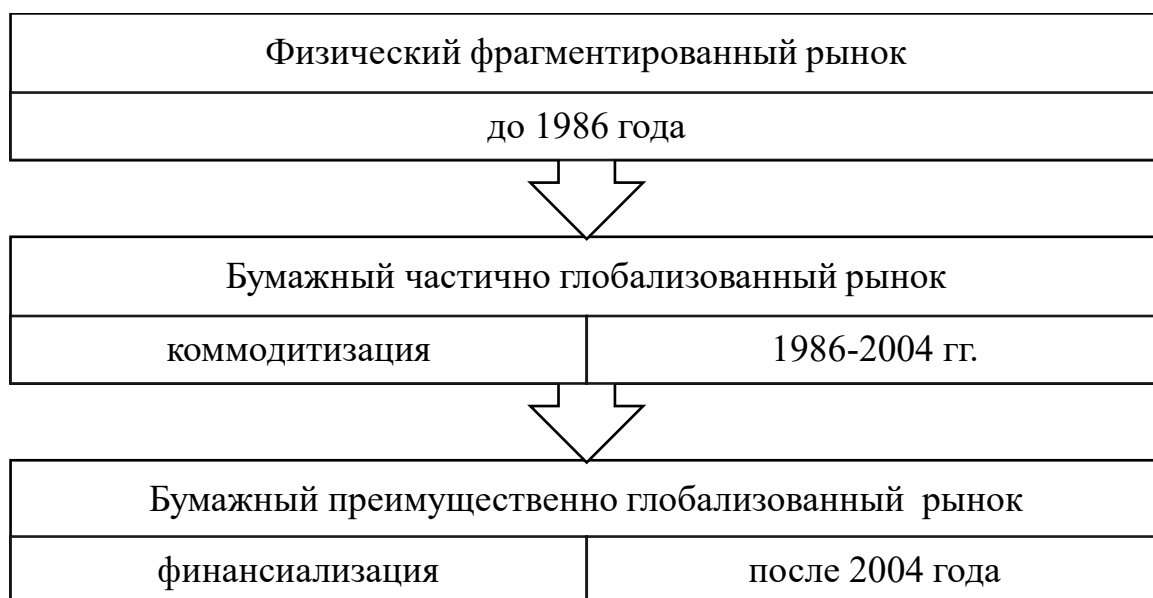 Физический фрагментированный рынок
до 1986 года
Бумажный частично глобализованный рынок
коммодитизация
1986-2004 гг.
Бумажный преимущественно глобализованный рынок
финансиализация
после 2004 года